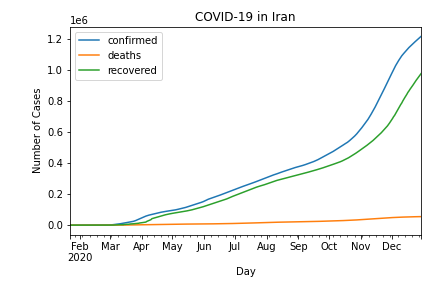 COVID-19 in Iran
1e6
confirmed
deaths
recovered
1.2
1.0
0.8
0.6
0.4
0.2
0.0
Number of Cases
Feb Mar Apr May Jun Jul Aug Sep Oct Nov Dec
2020
Day